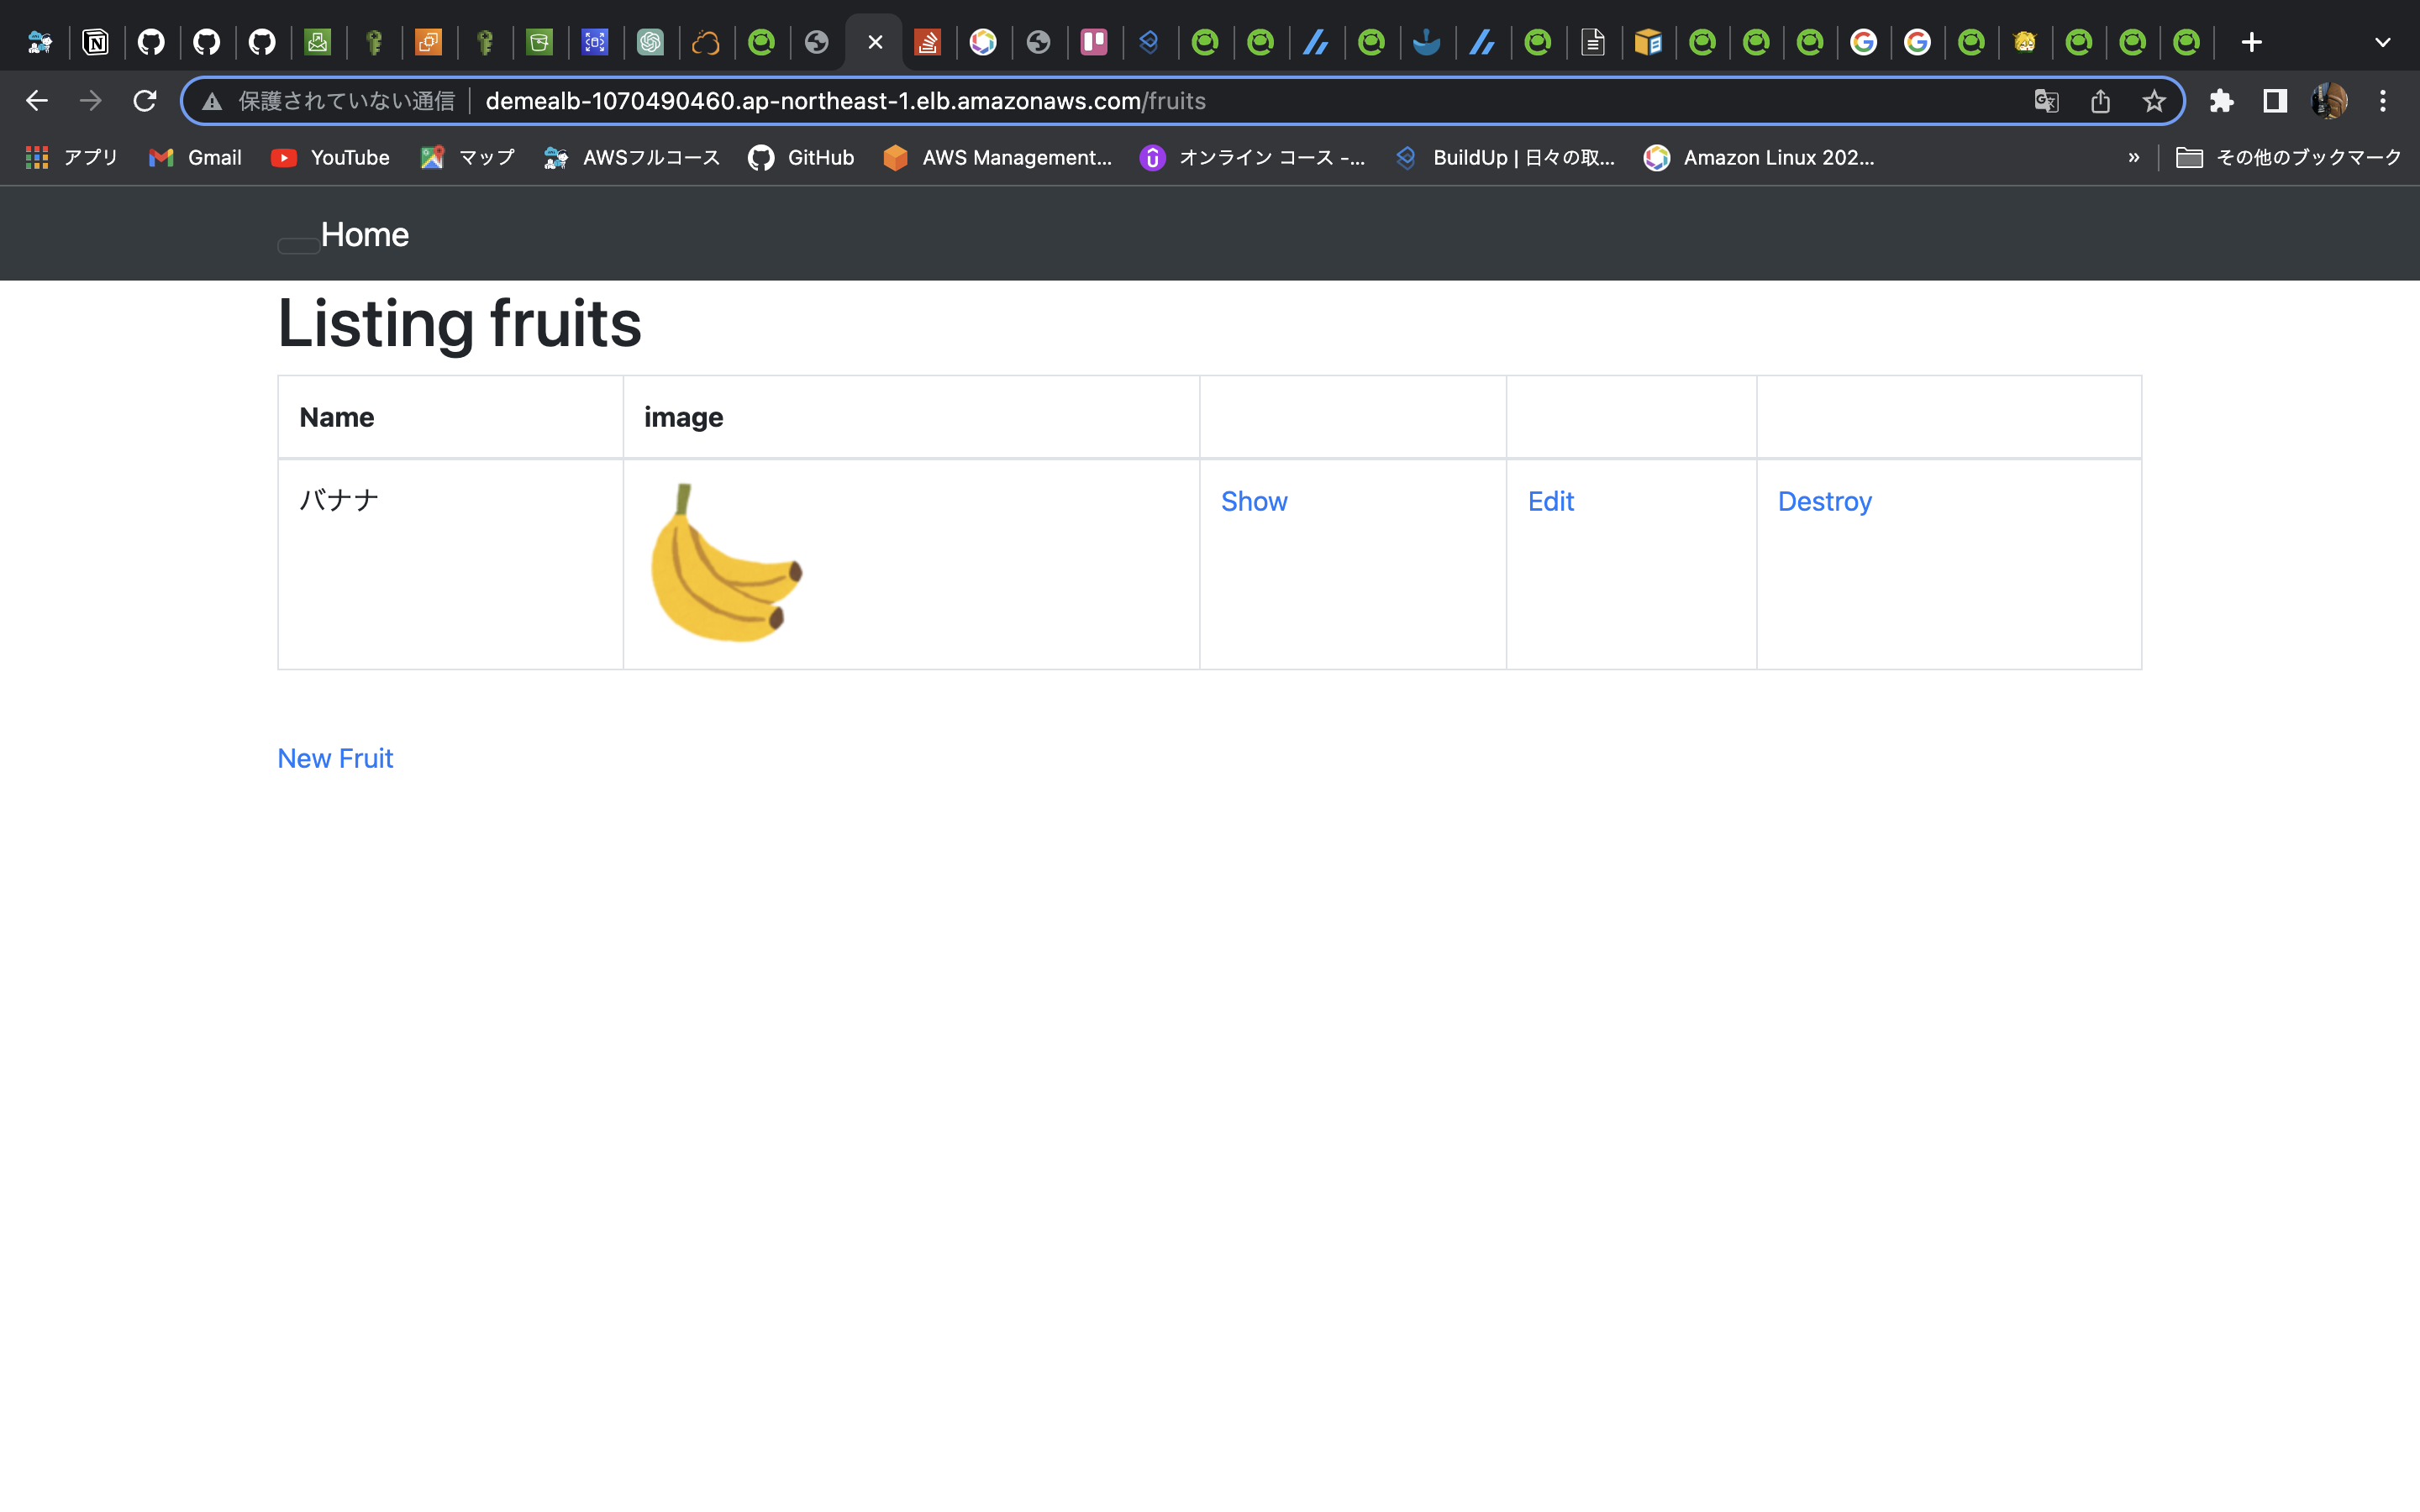 保護されていない通信 demealb-1070490460.ap-northeast-1.elb.amazonaws.com/fruits
アプリ Gmail YouTube マップ AWSフルコース GitHub AWS Management... オンライン コース -... BuildUp | 日々の取... Amazon Linux 202... » その他のブックマーク
Home
Listing fruits
Name image
バナナ Show Edit Destroy
New Fruit